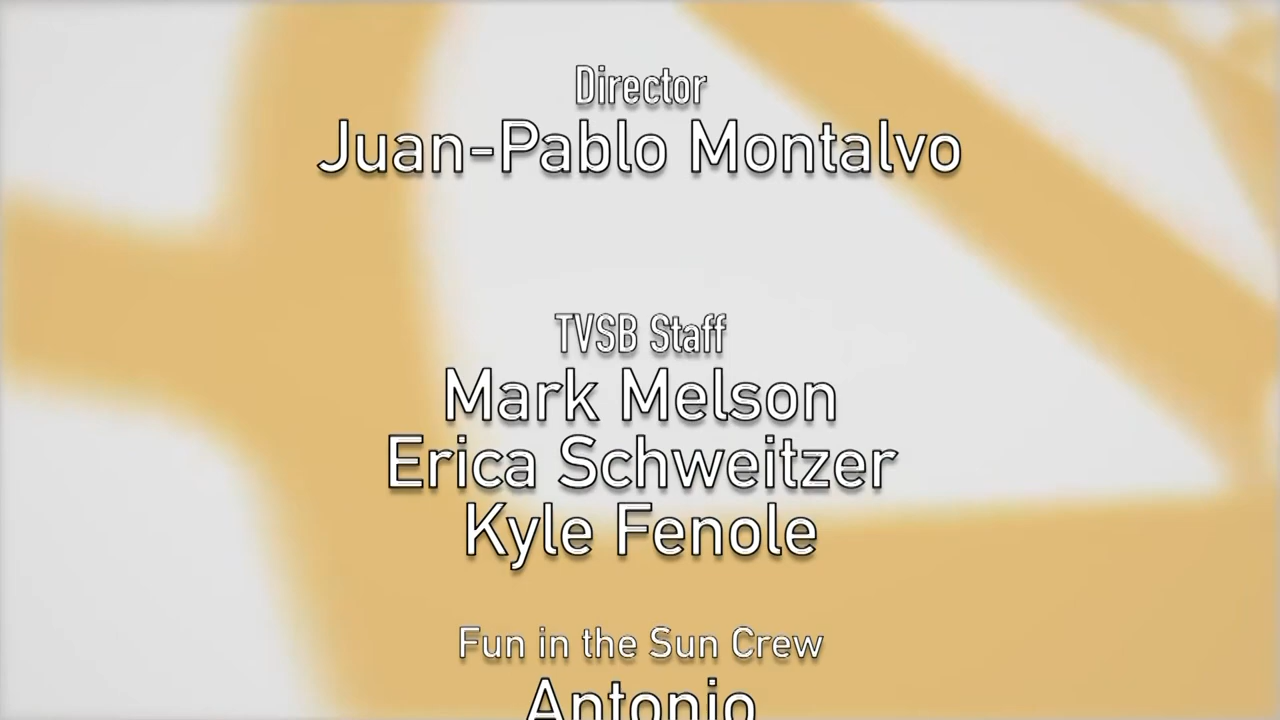 Director
Juan-Pablo Montalvo
TVSB Staff
Mark Melson
Erica Schweitzer
Kyle Fenole
Fun in the Sun Crew
Antonio